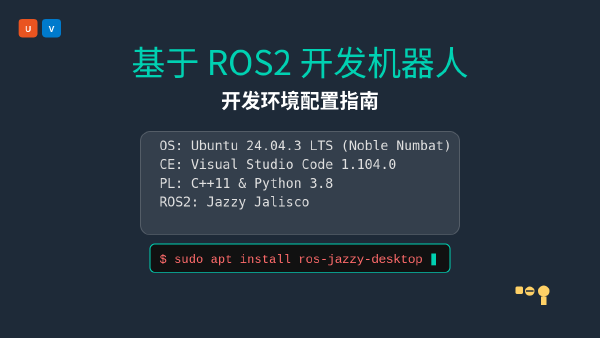 U V
基于 ROS2 开发机器人
开发环境配置指南
OS: Ubuntu 24.04.3 LTS (Noble Numbat)
CE: Visual Studio Code 1.104.0
PL: C++11 & Python 3.8
ROS2: Jazzy Jalisco
$ sudo apt install ros-jazzy-desktop